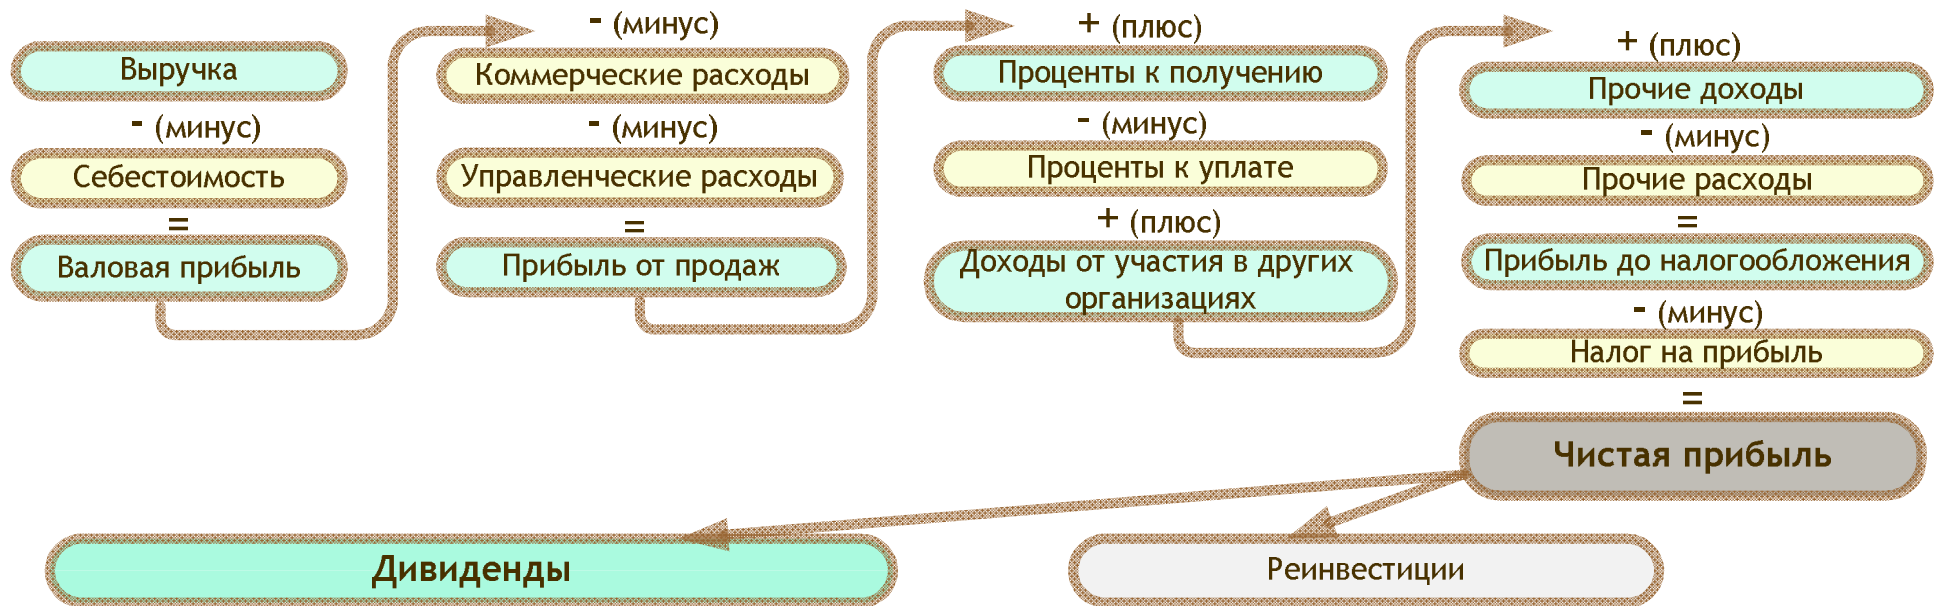 Выручка
- (минус)
Себестоимость
=
Валовая прибыль
- (минус)
Коммерческие расходы
- (минус)
Управленческие расходы
=
Прибыль от продаж
+ (плюс)
Проценты к получению
- (минус)
Проценты к уплате
+ (плюс)
Доходы от участия в других
организациях
+ (плюс)
Прочие доходы
- (минус)
Прочие расходы
=
Прибыль до налогообложения
- (минус)
Налог на прибыль
=
Чистая прибыль
Дивиденды
Реинвестиции